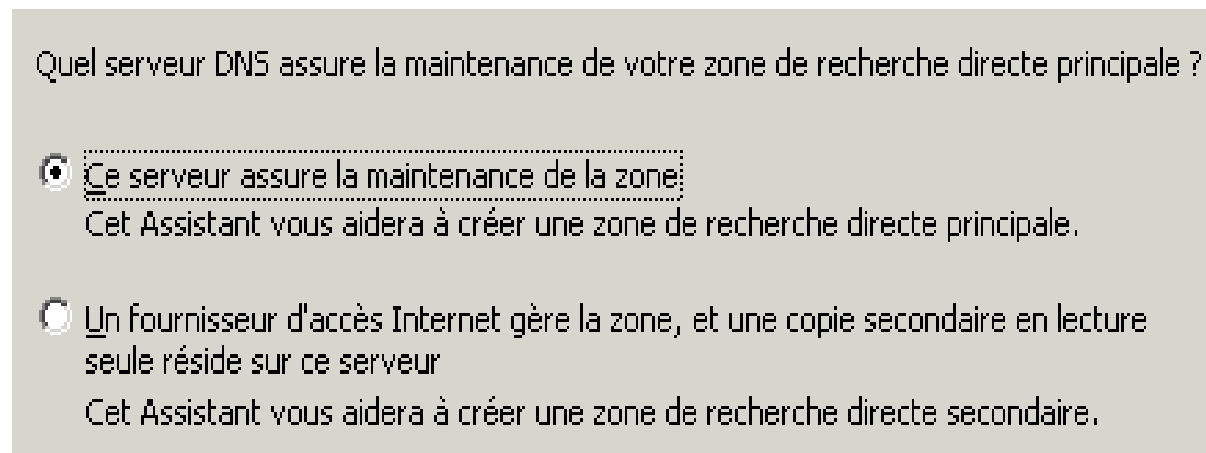 Quel serveur DNS assure la maintenance de votre zone de recherche directe principale ?
Ce serveur assure la maintenance de la zone
Cet Assistant vous aidera à créer une zone de recherche directe principale.
Un fournisseur d'accès Internet gère la zone, et une copie secondaire en lecture
seule réside sur ce serveur
Cet Assistant vous aidera à créer une zone de recherche directe secondaire.